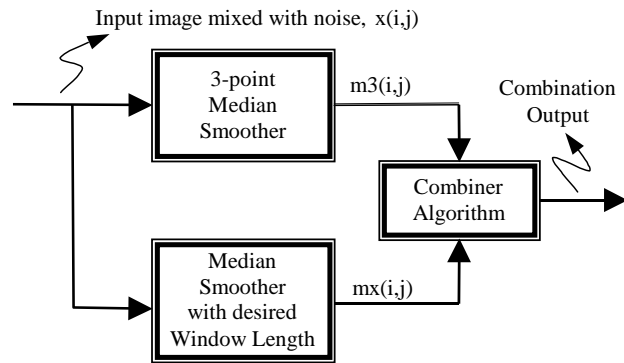 Input image mixed with noise, x(i,j)
3-point
Median
Smoother
m3(i,j)
Combination
Output
Combiner
Algorithm
Median
Smoother
with desired
Window Length
mx(i,j)